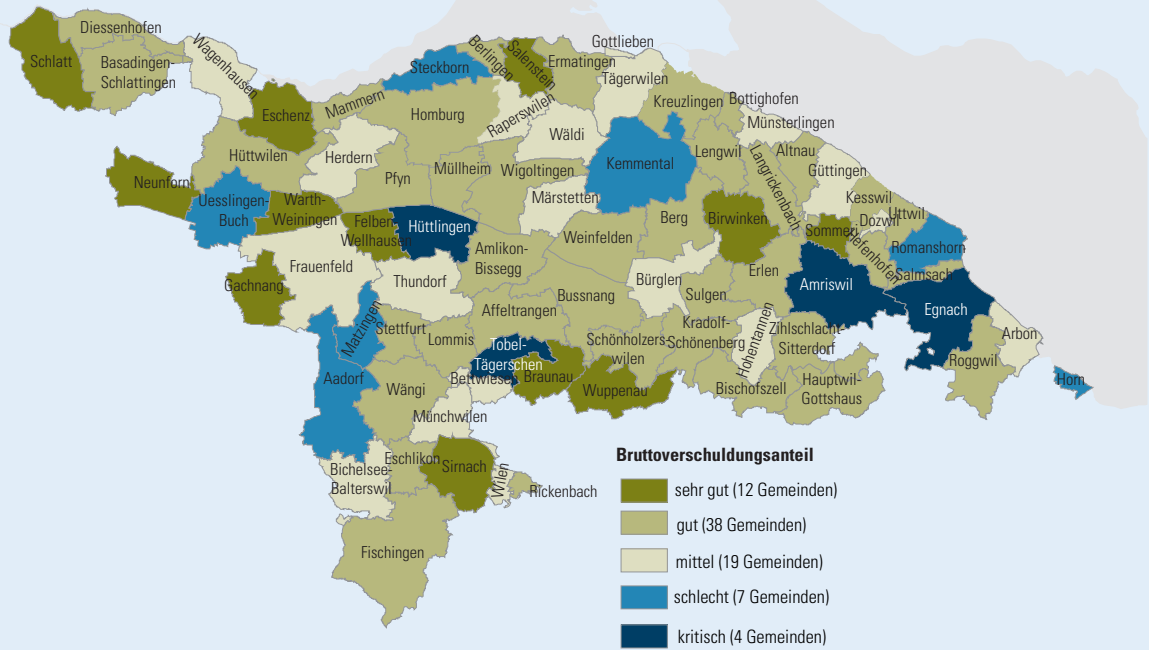 Diessenhofen
Schlatt
Basadingen-
Schlattingen
Wagenhausen
Eschenz
Mammern
Steckborn
Berlingen
Salenstein
Ermatingen
Gottlieben
Tägerwilen
Kreuzlingen
Bottighofen
Münsterlingen
Homburg
Raperswilen
Wäldi
Hüttwilen
Herdern
Pfyn
Müllheim
Wigoltingen
Kemmental
Lengwil
Langrickenbach
Altnau
Güttingen
Kesswil
Dozwil
Uttwil
Neunforn
Uesslingen-
Buch
Warth-
Weiningen
Felben
Wellhausen
Hüttlingen
Märstetten
Berg
Birwinken
Sommeri
Hefenhofen
Romanshorn
Salmsach
Gachnang
Frauenfeld
Thundorf
Amlikon-
Bissegg
Weinfelden
Bürglen
Erlen
Amriswil
Egnach
Matzingen
Stettfurt
Lommis
Affeltrangen
Bussnang
Sulgen
Kradolf-
Schönenberg
Hohentannen
Zihlschlacht-
Sitterdorf
Arbon
Roggwil
Horn
Aadorf
Wängi
Tobel-
Tägerschen
Bettwiesen
Braunau
Schönholzers-
wilen
Wuppenau
Bischofszell
Hauptwil-
Gottshaus
Münchwilen
Bichelsee-
Balterswil
Eschlikon
Sirnach
Wilen
Rickenbach
Fischingen
Bruttoverschuldungsanteil
sehr gut (12 Gemeinden)
gut (38 Gemeinden)
mittel (19 Gemeinden)
schlecht (7 Gemeinden)
kritisch (4 Gemeinden)